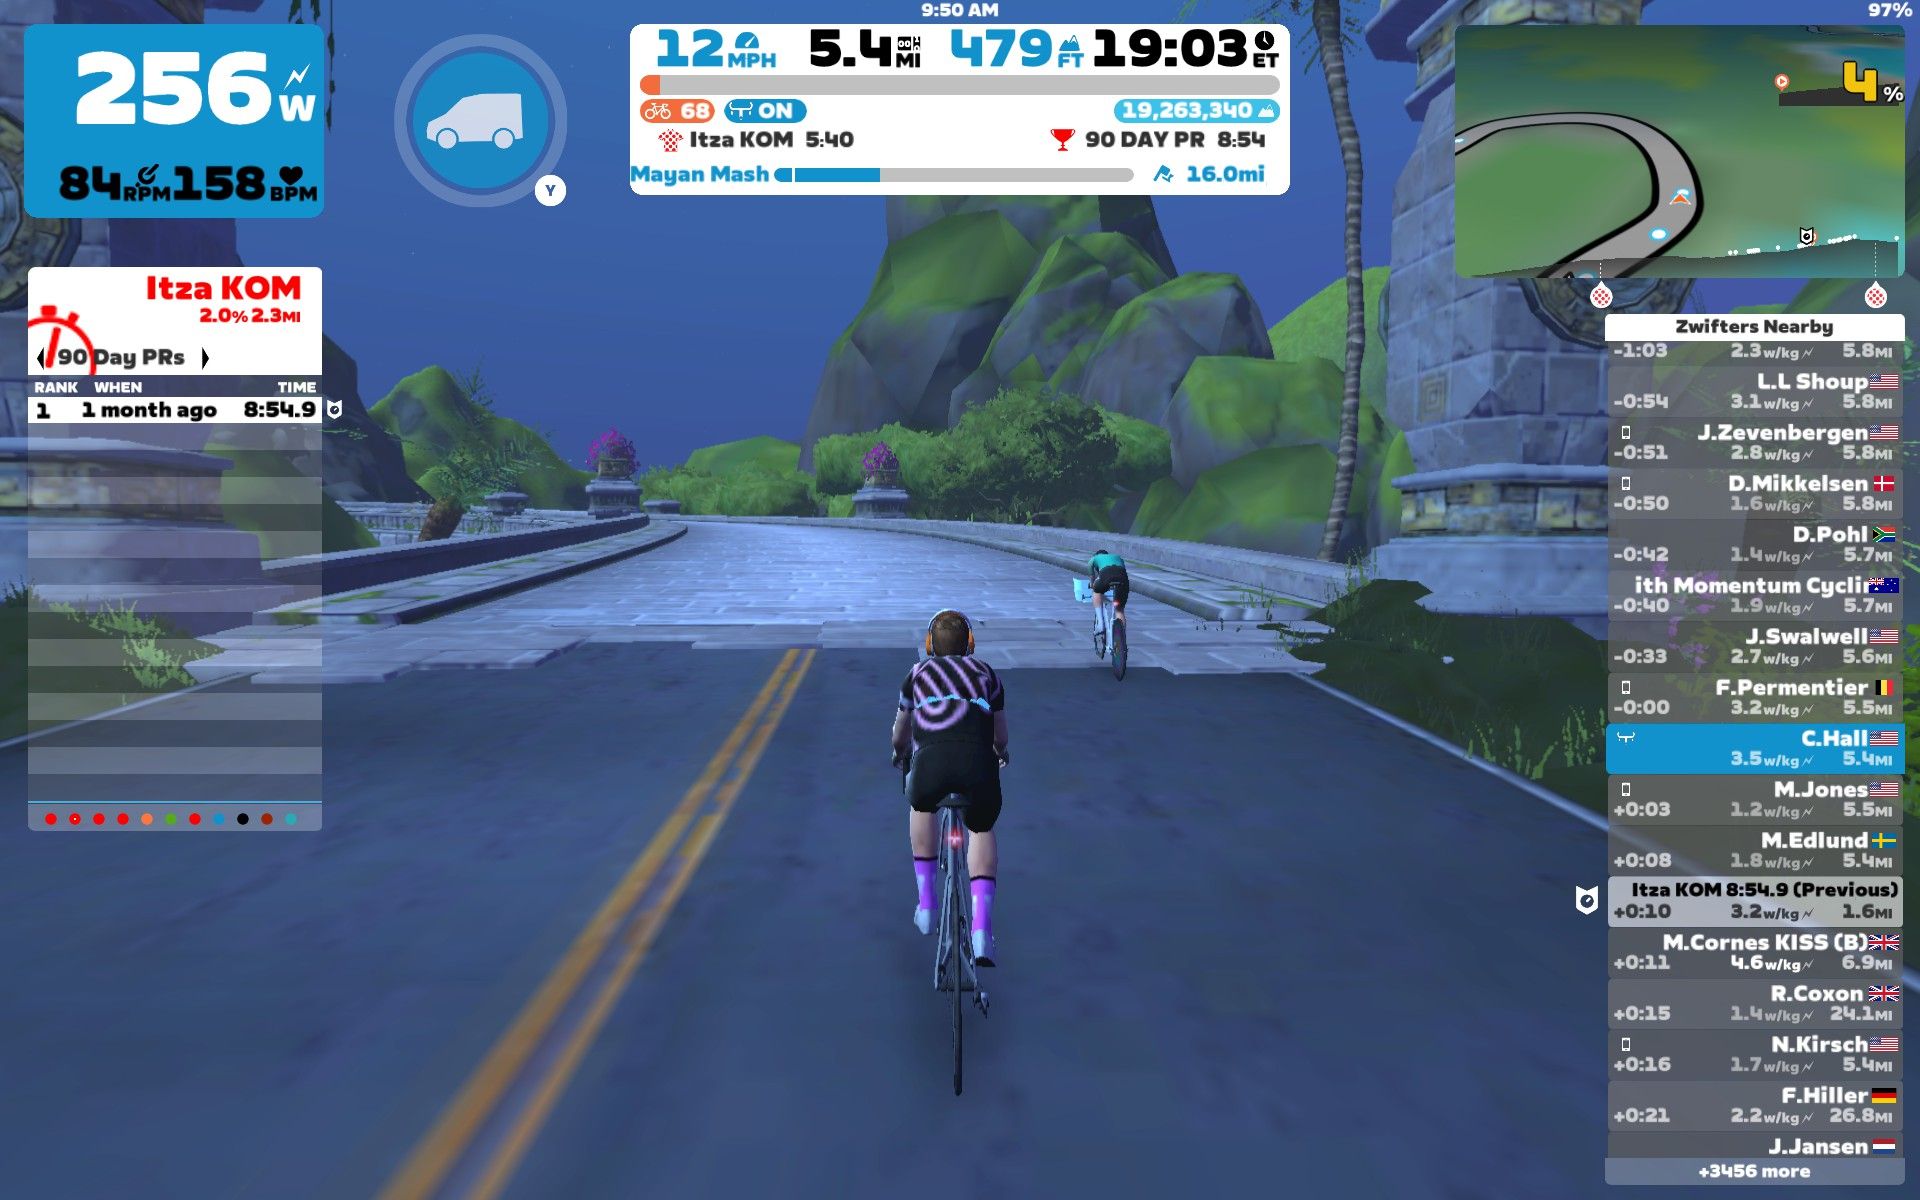 9:50 AM
97%
256 W
84 RPM 158 BPM
Y
12 MPH 5.4 MI 479 FT 19:03 ET
68 ON 19,263,340
Itza KOM 5:40 90 DAY PR 8:54
Mayan Mash 16.0mi
4%
Itza KOM
2.0% 2.3MI
90 Day PRs
RANK WHEN TIME
1 1 month ago 8:54.9
Zwifters Nearby
-1:03 2.3w/kg 5.8MI
L.L Shoup
-0:54 3.1w/kg 5.8MI
J.Zevenbergen
-0:51 2.8w/kg 5.8MI
D.Mikkelsen
-0:50 1.6w/kg 5.8MI
D.Pohl
-0:42 1.4w/kg 5.7MI
ith Momentum Cyclir
-0:40 1.9w/kg 5.7MI
J.Swalwell
-0:33 2.7w/kg 5.6MI
F.Permentier
-0:00 3.2w/kg 5.5MI
C.Hall
3.5w/kg 5.4MI
M.Jones
+0:03 1.2w/kg 5.5MI
M.Edlund
+0:08 1.8w/kg 5.4MI
Itza KOM 8:54.9 (Previous)
+0:10 3.2w/kg 1.6MI
M.Cornes KISS (B)
+0:11 4.6w/kg 6.9MI
R.Coxon
+0:15 1.4w/kg 24.1MI
N.Kirsch
+0:16 1.7w/kg 5.4MI
F.Hiller
+0:21 2.2w/kg 26.8MI
J.Jansen
+3456 more